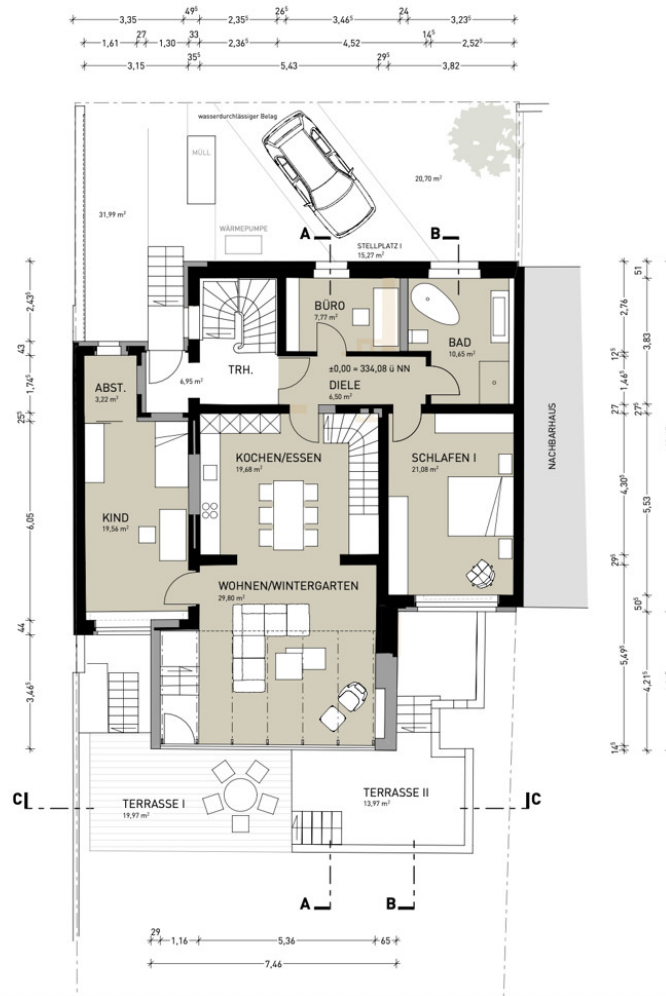 3,35
49⁵
2,35
26⁵
3,46
24
3,23⁵
1,61
27
1,30
33
2,36⁵
4,52
14⁵
2,52⁵
3,15
35⁵
5,43
29⁵
3,82
wasserdurchlässiger Belag
MÜLL
31,99 m²
20,70 m²
WÄRMEPUMPE
A
B
STELLPLATZ I
15,27 m²
BÜRO
7,77 m²
BAD
10,65 m²
TRH.
6,95 m²
±0,00 = 334,08 ü NN
DIELE
6,50 m²
ABST.
3,22 m²
KOCHEN/ESSEN
19,68 m²
SCHLAFEN I
21,08 m²
NACHBARHAUS
KIND
19,56 m²
WOHNEN/WINTERGARTEN
29,80 m²
2,43⁵
43
1,74⁵
25⁵
6,05
44
3,46⁵
2,76
12⁵
1,46⁵
27
4,30⁵
29⁵
5,49⁵
14⁵
51
3,83
27⁵
5,53
50⁵
4,21⁵
C
TERRASSE I
19,97 m²
TERRASSE II
13,97 m²
C
A
B
29
1,16
5,36
65
7,46